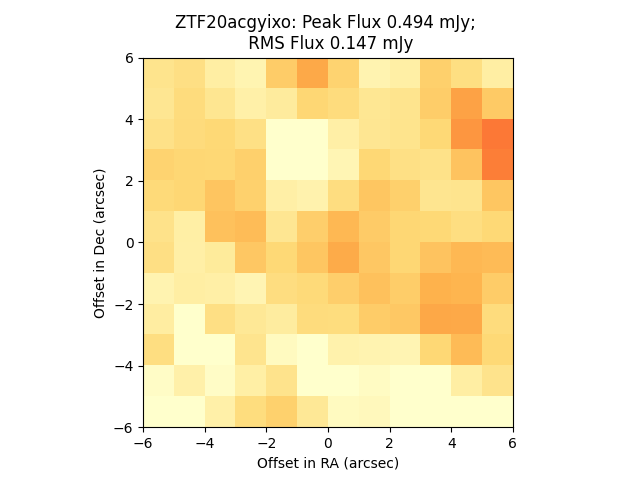 ZTF20acgyixo: Peak Flux 0.494 mJy;
RMS Flux 0.147 mJy
Offset in Dec (arcsec)
6
4
2
0
−2
−4
−6
−6 −4 −2 0 2 4 6
Offset in RA (arcsec)